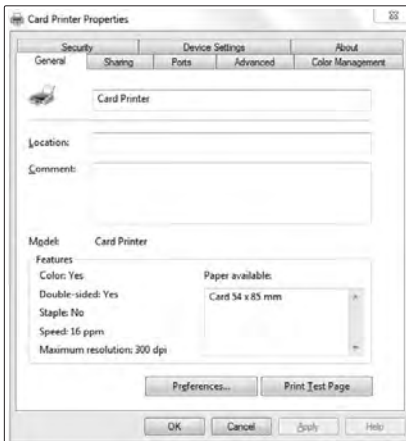 Card Printer Properties
Security Device Settings About
General Sharing Ports Advanced Color Management
Card Printer
Location:
Comment:
Model: Card Printer
Features
Color: Yes Paper available:
Double-sided: Yes Card 54 x 85 mm
Staple: No
Speed: 16 ppm
Maximum resolution: 300 dpi
Preferences... Print Test Page
OK Cancel Apply Help